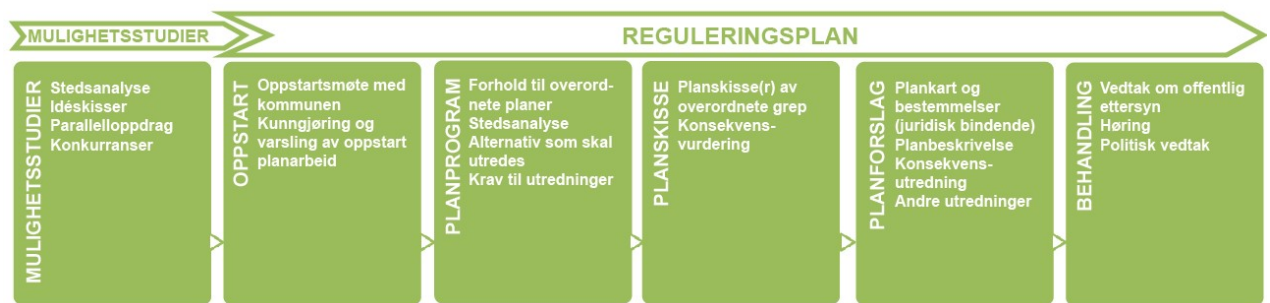 MULIGHETSSTUDIER
REGULERINGSPLAN
MULIGHETSSTUDIER
Stedsanalyse
Idéskisser
Parallelloppdrag
Konkurranser
OPPSTART
Oppstartsmøte med
kommunen
Kunngjøring og
varsling av oppstart
planarbeid
PLANPROGRAM
Forhold til overord-
nete planer
Stedsanalyse
Alternativ som skal
utredes
Krav til utredninger
PLANSKISSE
Planskisse(r) av
overordnete grep
Konsekvens-
vurdering
PLANFORSLAG
Plankart og
bestemmelser
(juridisk bindende)
Planbeskrivelse
Konsekvens-
utredning
Andre utredninger
BEHANDLING
Vedtak om offentlig
ettersyn
Høring
Politisk vedtak